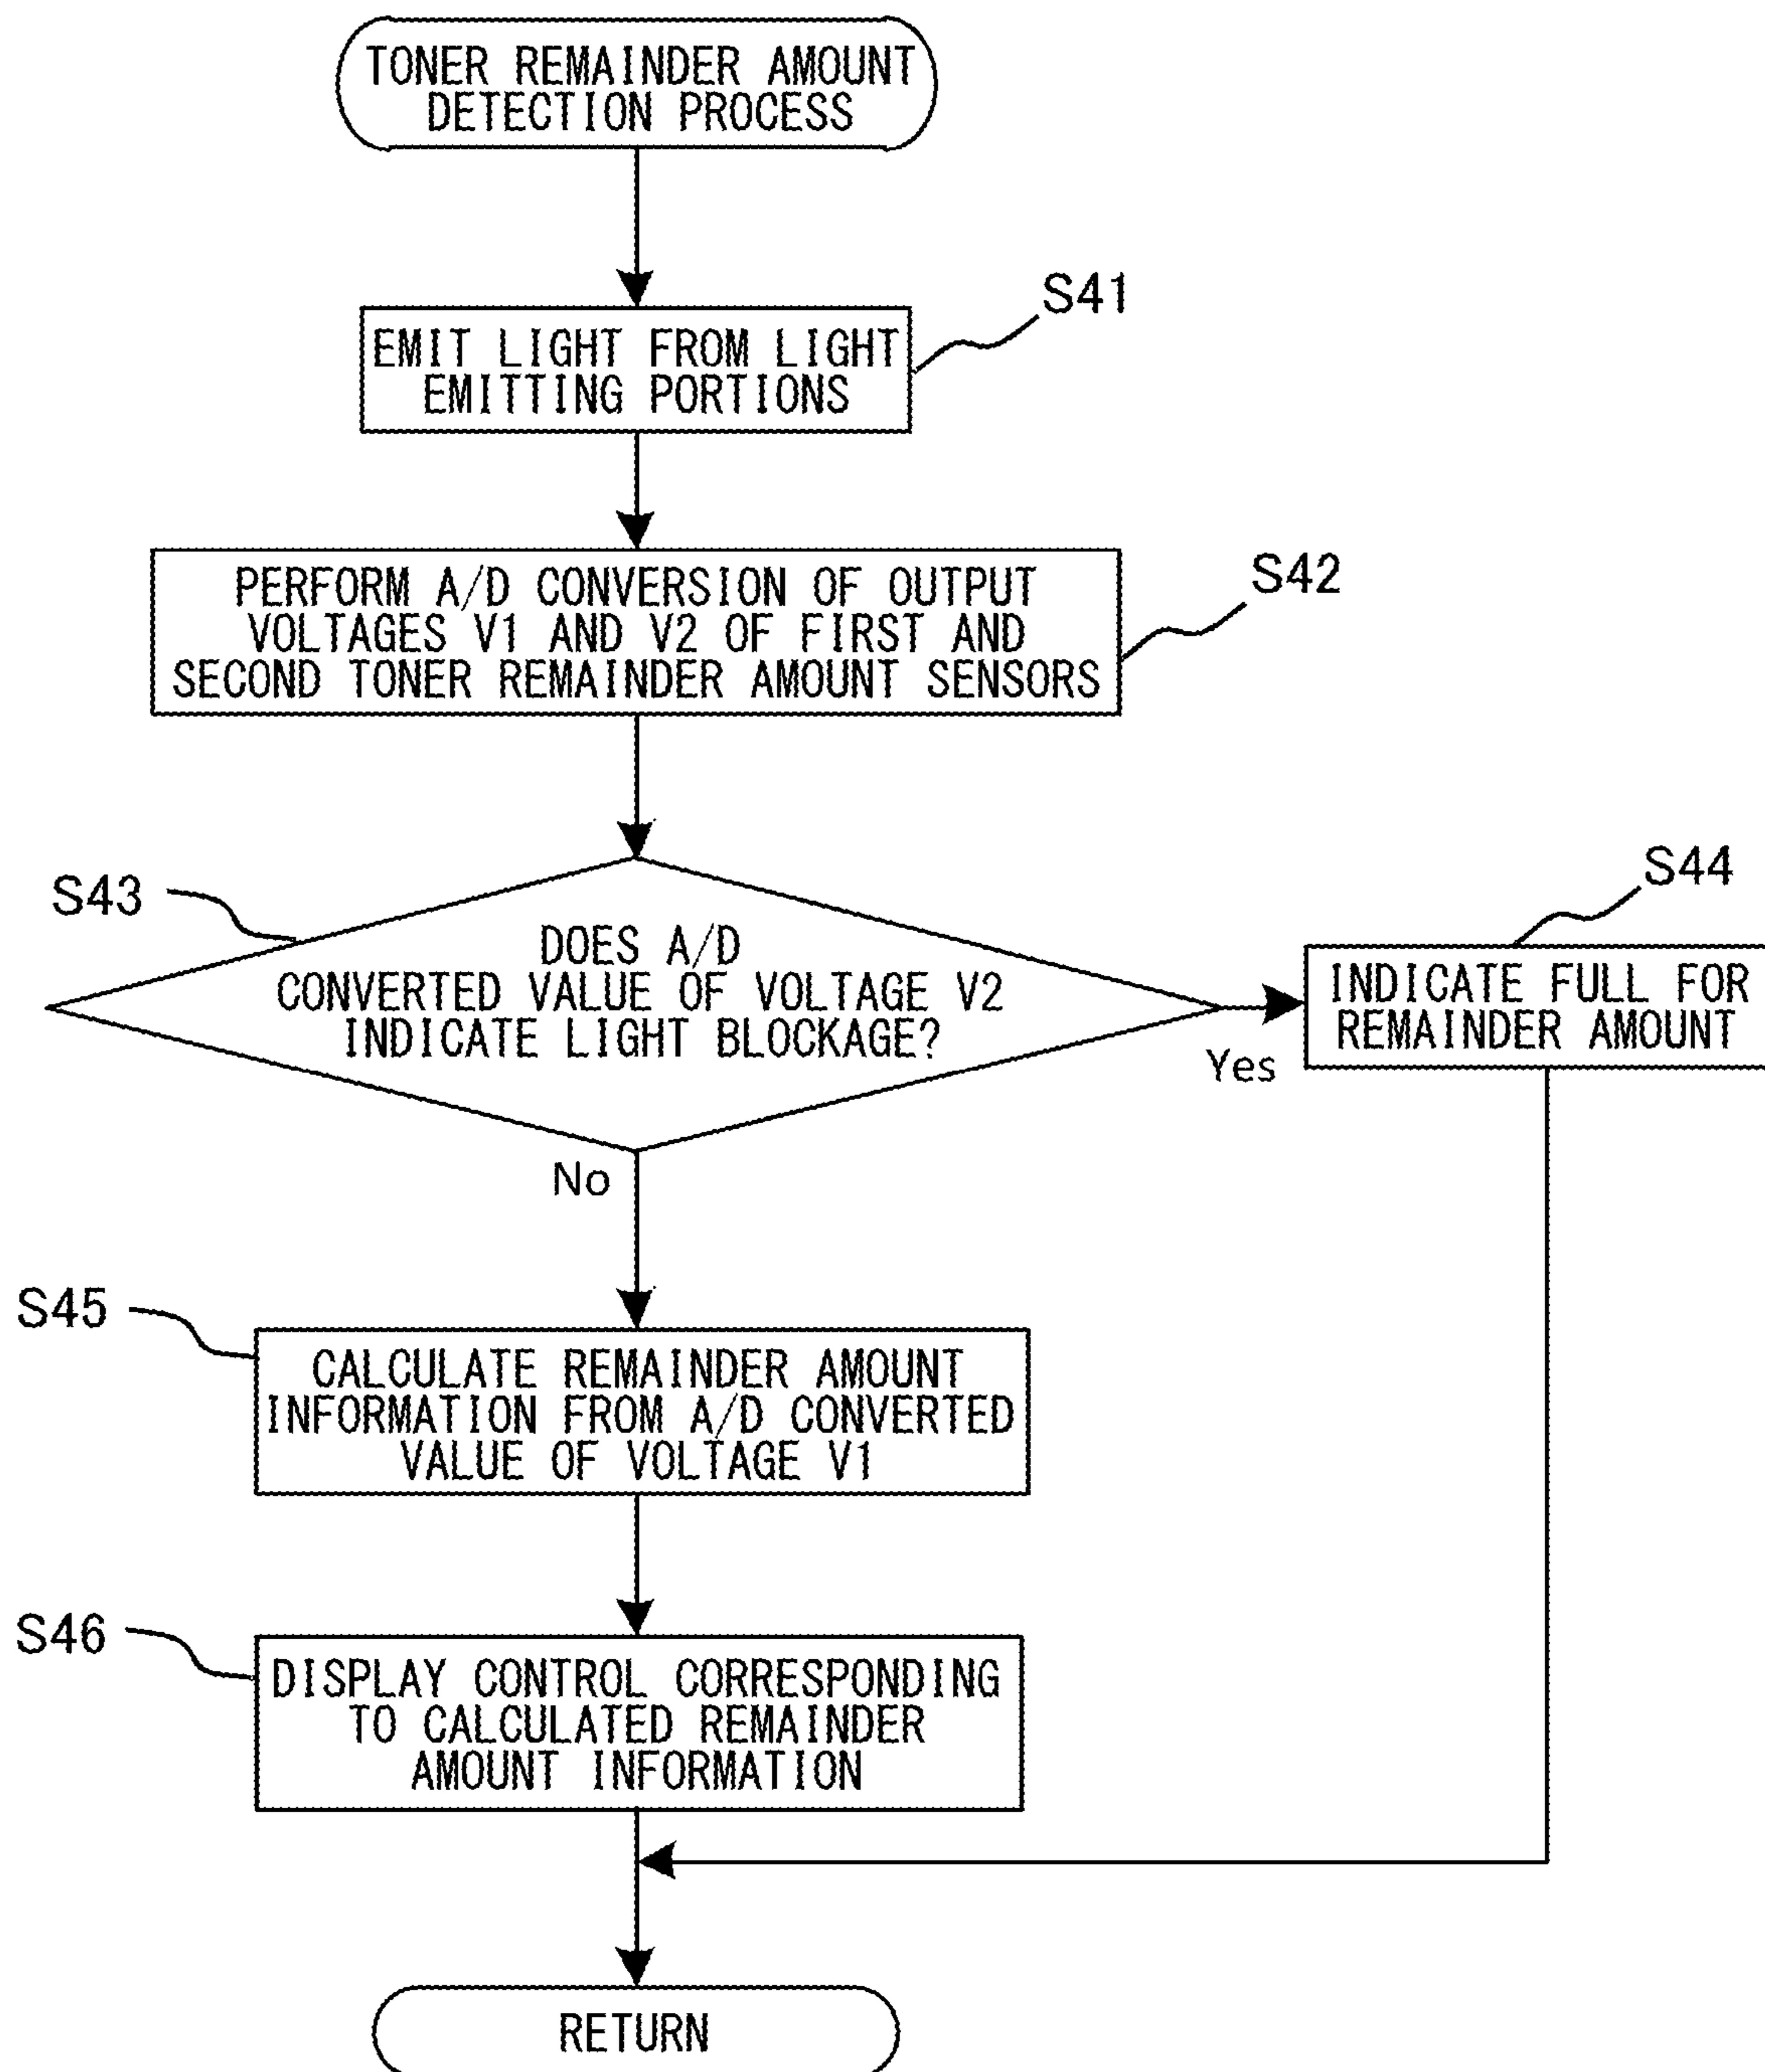 TONER REMAINDER AMOUNT
DETECTION PROCESS
S41
EMIT LIGHT FROM LIGHT
EMITTING PORTIONS
S42
PERFORM A/D CONVERSION OF OUTPUT
VOLTAGES V1 AND V2 OF FIRST AND
SECOND TONER REMAINDER AMOUNT SENSORS
S43
DOES A/D
CONVERTED VALUE OF VOLTAGE V2
INDICATE LIGHT BLOCKAGE?
Yes
S44
INDICATE FULL FOR
REMAINDER AMOUNT
No
S45
CALCULATE REMAINDER AMOUNT
INFORMATION FROM A/D CONVERTED
VALUE OF VOLTAGE V1
S46
DISPLAY CONTROL CORRESPONDING
TO CALCULATED REMAINDER
AMOUNT INFORMATION
RETURN